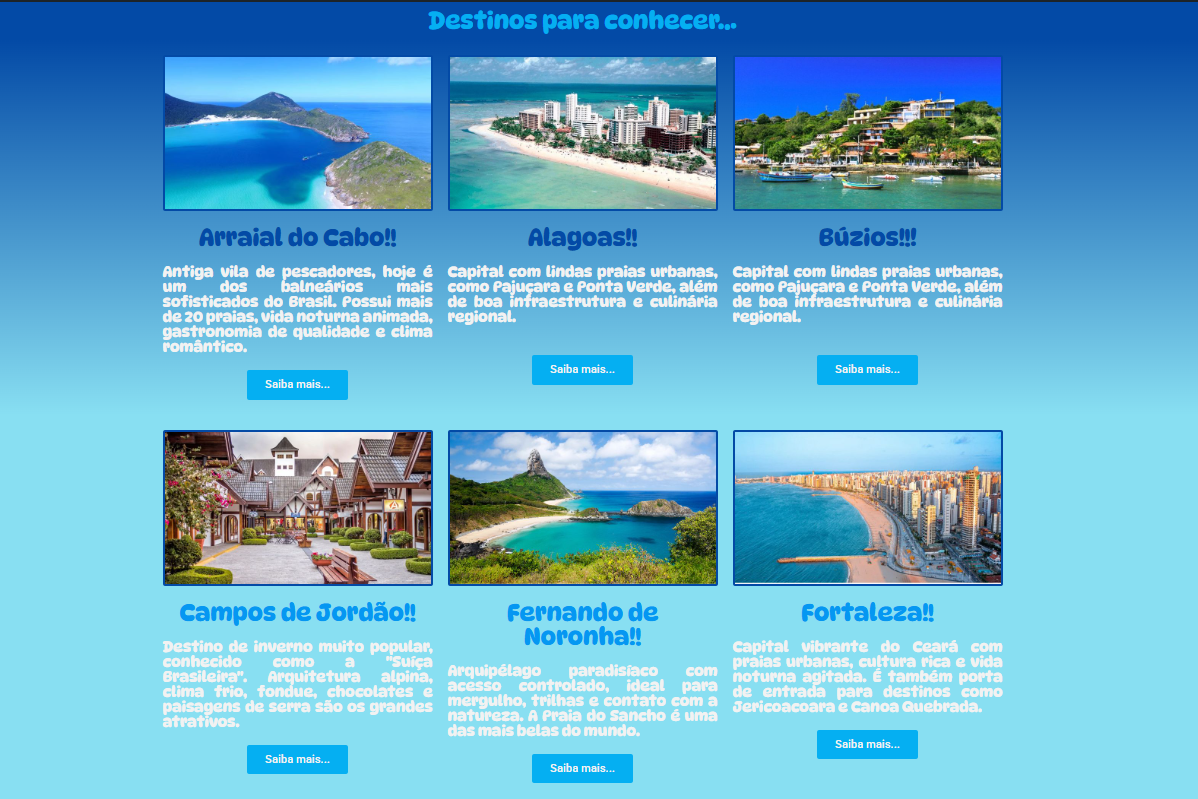 Destinos para conhecer...
Arraial do Cabo!!
Antiga vila de pescadores, hoje é
um dos balneários mais
sofisticados do Brasil. Possui mais
de 20 praias, vida noturna animada,
gastronomia de qualidade e clima
romântico.
Saiba mais...
Alagoas!!
Capital com lindas praias urbanas,
como Pajuçara e Ponta Verde, além
de boa infraestrutura e culinária
regional.
Saiba mais...
Búzios!!!
Capital com lindas praias urbanas,
como Pajuçara e Ponta Verde, além
de boa infraestrutura e culinária
regional.
Saiba mais...
Campos de Jordão!!
Destino de inverno muito popular,
conhecido como a "Suíça
Brasileira". Arquitetura alpina,
clima frio, fondue, chocolates e
paisagens de serra são os grandes
atrativos.
Saiba mais...
Fernando de
Noronha!!
Arquipélago paradisíaco com
acesso controlado, ideal para
mergulho, trilhas e contato com a
natureza. A Praia do Sancho é uma
das mais belas do mundo.
Saiba mais...
Fortaleza!!
Capital vibrante do Ceará com
praias urbanas, cultura rica e vida
noturna agitada. É também porta
de entrada para destinos como
Jericoacoara e Canoa Quebrada.
Saiba mais...